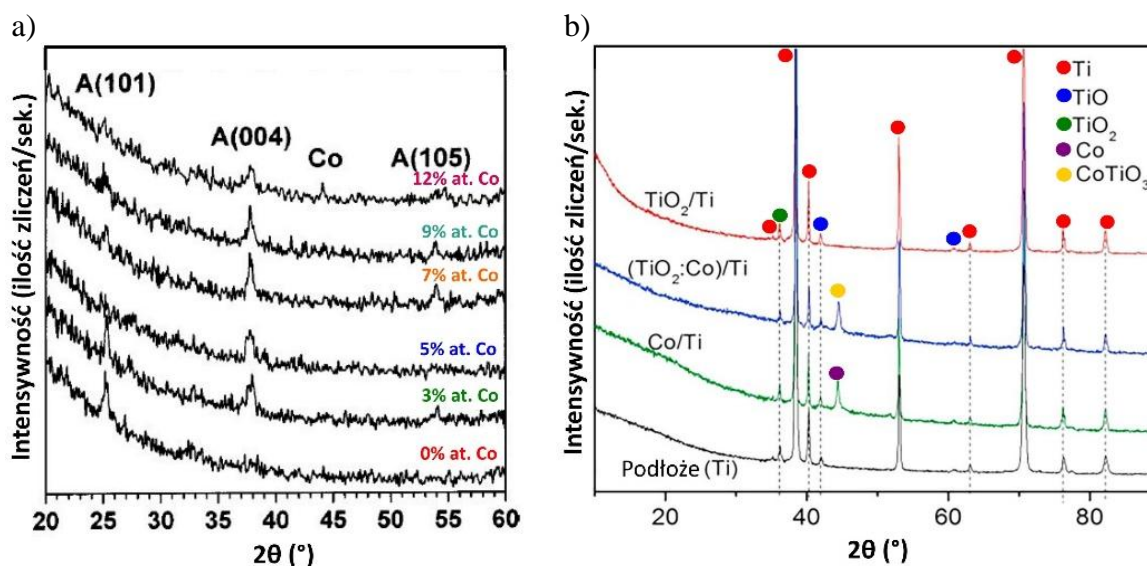 a)
Intensywność (ilość zliczeń/sek.)
A(101)
A(004)
Co
A(105)
12% at. Co
9% at. Co
7% at. Co
5% at. Co
3% at. Co
0% at. Co
20 25 30 35 40 45 50 55 60
2θ (°)
b)
Intensywność (ilość zliczeń/sek.)
Ti
TiO
TiO₂
Co
CoTiO₃
TiO₂/Ti
(TiO₂:Co)/Ti
Co/Ti
Podłoże (Ti)
20 40 60 80
2θ (°)